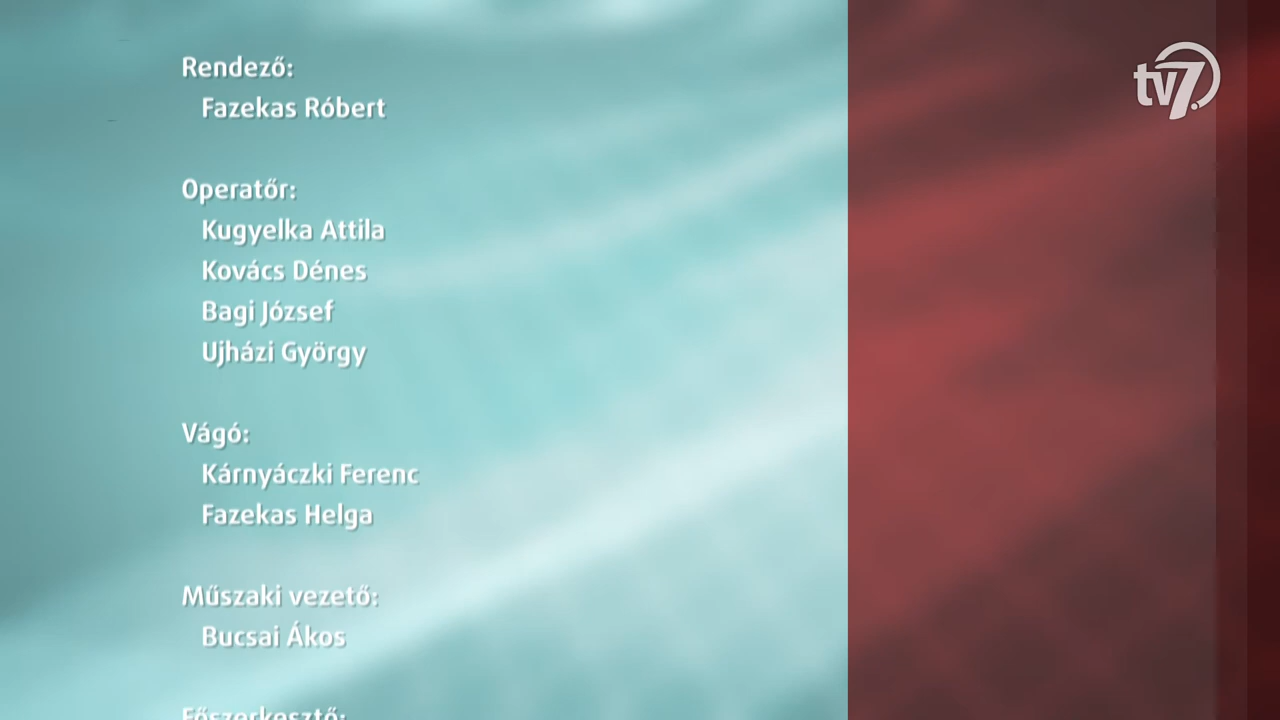 Rendező:
Fazekas Róbert
tv7.
Operatőr:
Kugyelka Attila
Kovács Dénes
Bagi József
Ujházi György
Vágó:
Kárnyáczki Ferenc
Fazekas Helga
Műszaki vezető:
Bucsai Ákos
Főszerkesztő: